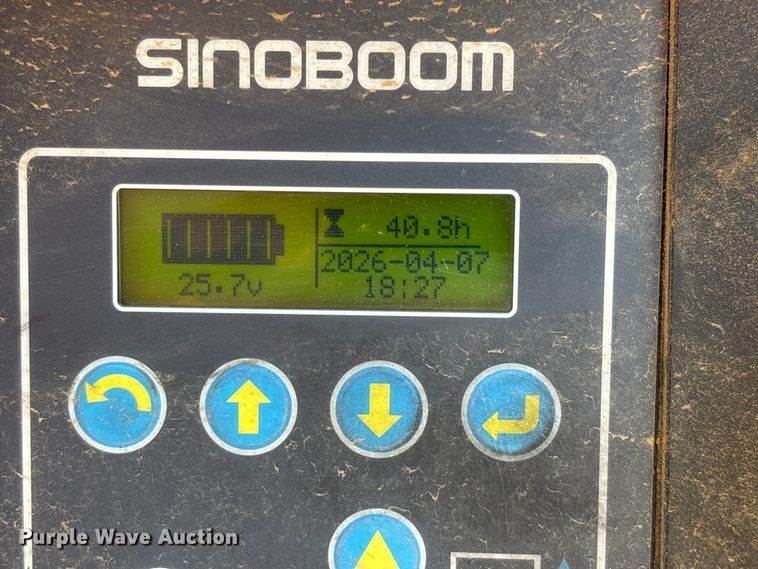 SINOBOOM
40.8h
25.7v
2026-04-07
18:27
Purple Wave Auction